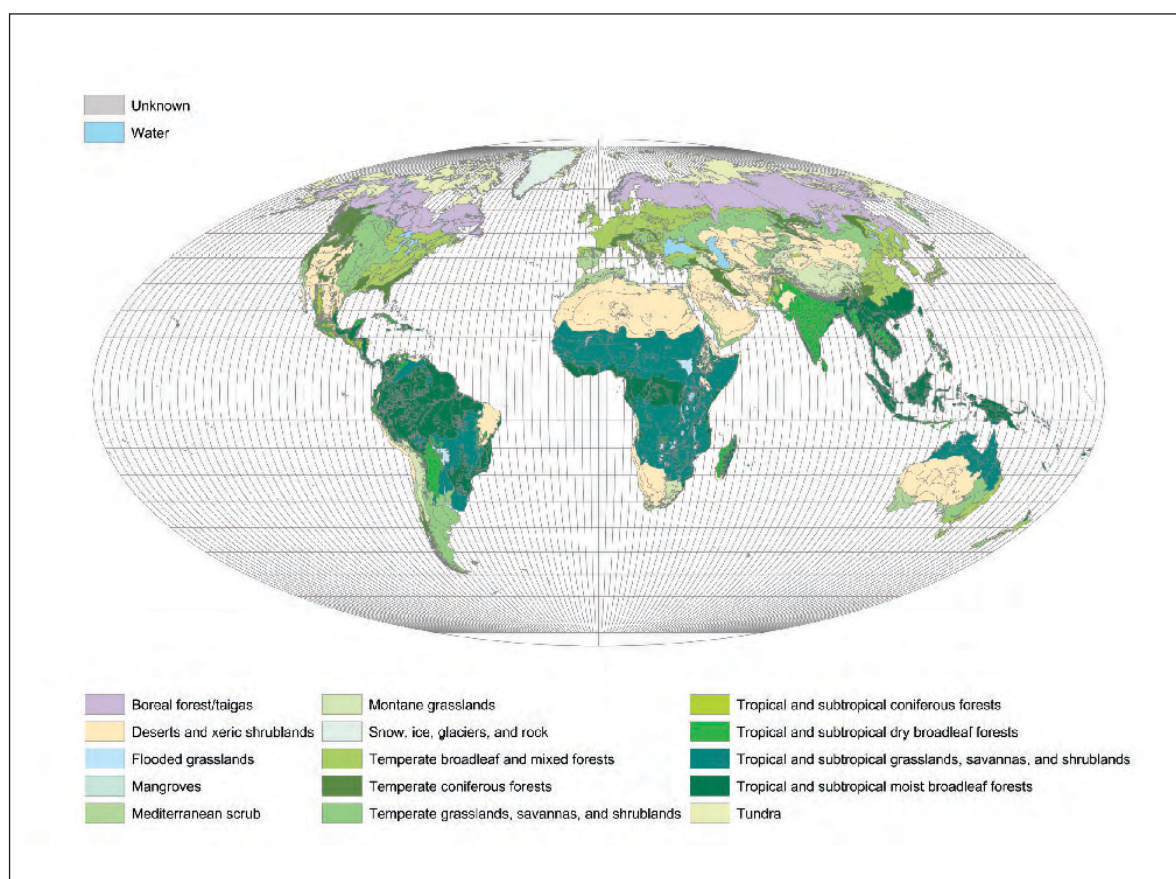 Unknown
Water
Boreal forest/taigas
Deserts and xeric shrublands
Flooded grasslands
Mangroves
Mediterranean scrub
Montane grasslands
Snow, ice, glaciers, and rock
Temperate broadleaf and mixed forests
Temperate coniferous forests
Temperate grasslands, savannas, and shrublands
Tropical and subtropical coniferous forests
Tropical and subtropical dry broadleaf forests
Tropical and subtropical grasslands, savannas, and shrublands
Tropical and subtropical moist broadleaf forests
Tundra